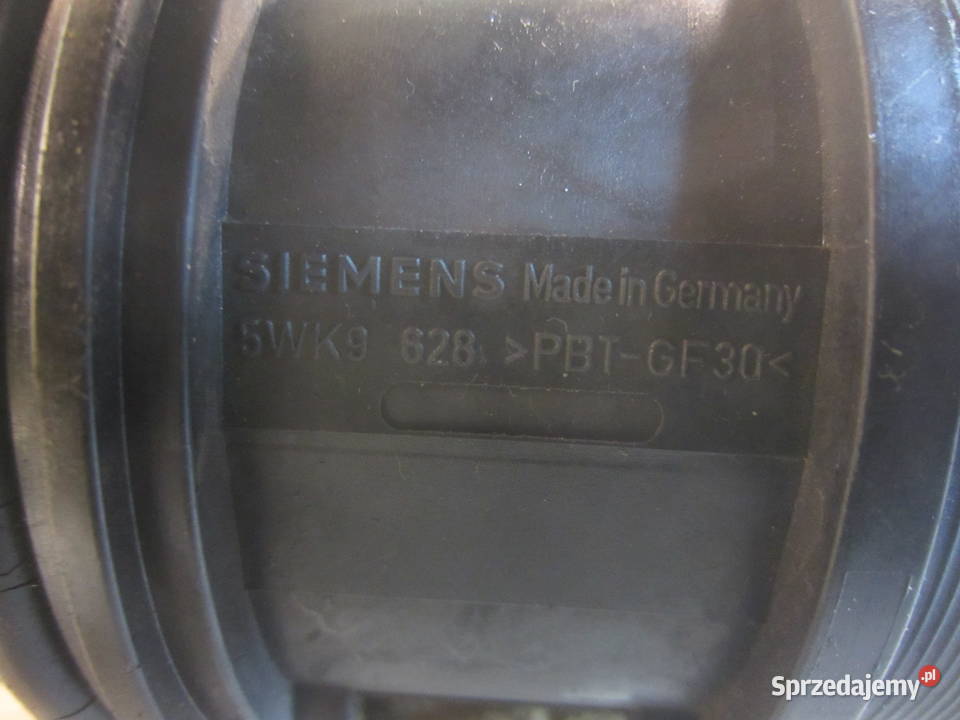 SIEMENS Made in Germany
5WK9 628 >PBT-GF30<
Sprzedajemy.pl